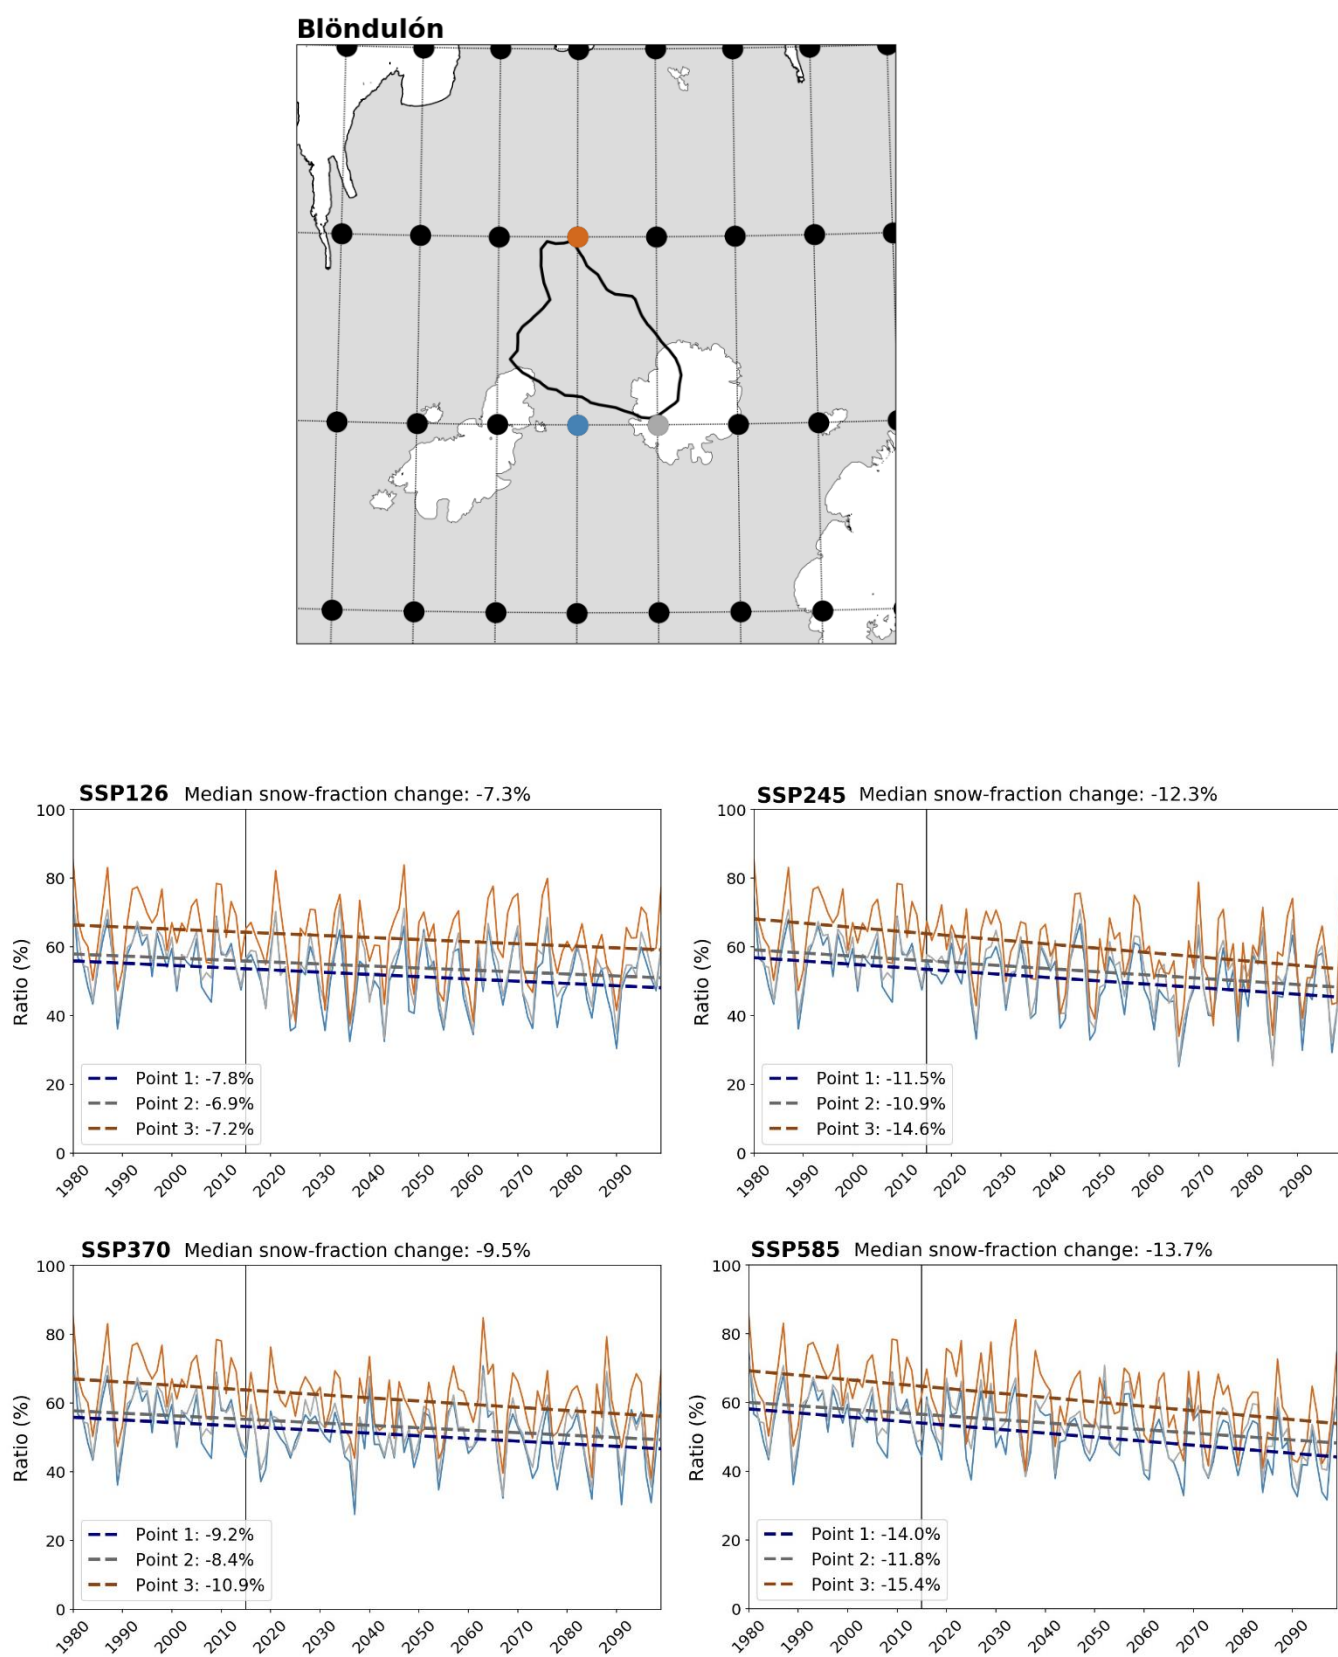 Blöndulón
SSP126 Median snow-fraction change: -7.3%
100
80
60
40
20
0
Ratio (%)
Point 1: -7.8%
Point 2: -6.9%
Point 3: -7.2%
1980 1990 2000 2010 2020 2030 2040 2050 2060 2070 2080 2090
SSP245 Median snow-fraction change: -12.3%
100
80
60
40
20
0
Ratio (%)
Point 1: -11.5%
Point 2: -10.9%
Point 3: -14.6%
1980 1990 2000 2010 2020 2030 2040 2050 2060 2070 2080 2090
SSP370 Median snow-fraction change: -9.5%
100
80
60
40
20
0
Ratio (%)
Point 1: -9.2%
Point 2: -8.4%
Point 3: -10.9%
1980 1990 2000 2010 2020 2030 2040 2050 2060 2070 2080 2090
SSP585 Median snow-fraction change: -13.7%
100
80
60
40
20
0
Ratio (%)
Point 1: -14.0%
Point 2: -11.8%
Point 3: -15.4%
1980 1990 2000 2010 2020 2030 2040 2050 2060 2070 2080 2090